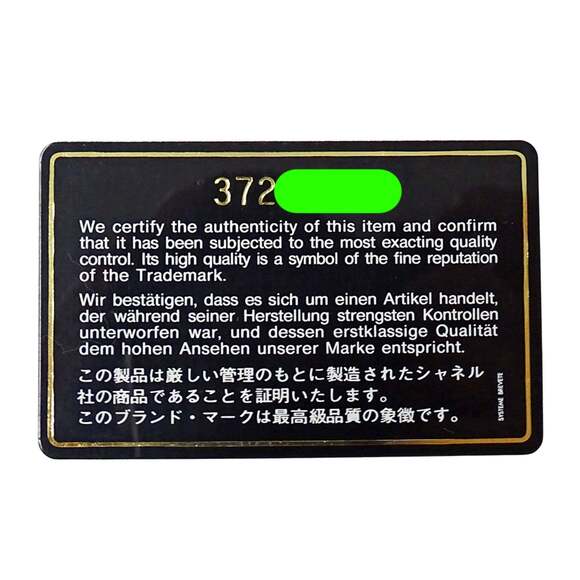 372
We certify the authenticity of this item and confirm
that it has been subjected to the most exacting quality
control. Its high quality is a symbol of the fine reputation
of the Trademark.
Wir bestätigen, dass es sich um einen Artikel handelt,
der während seiner Herstellung strengsten Kontrollen
unterworfen war, und dessen erstklassige Qualität
dem hohen Ansehen unserer Marke entspricht.
この製品は厳しい管理のもとに製造されたシャネル
社の商品であることを証明いたします。
このブランド・マークは最高級品質の象徴です。
SYSTEME BREVETE